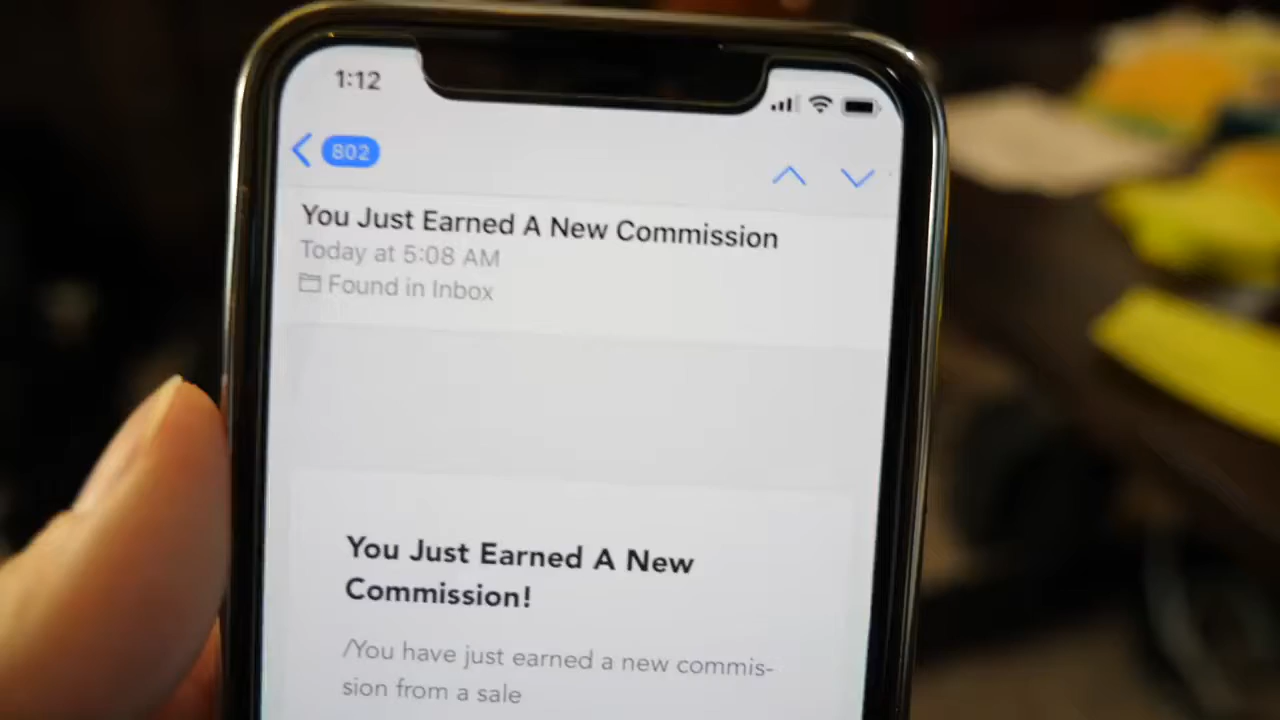 1:12
802
You Just Earned A New Commission
Today at 5:08 AM
Found in Inbox
You Just Earned A New
Commission!
/You have just earned a new commis-
sion from a sale